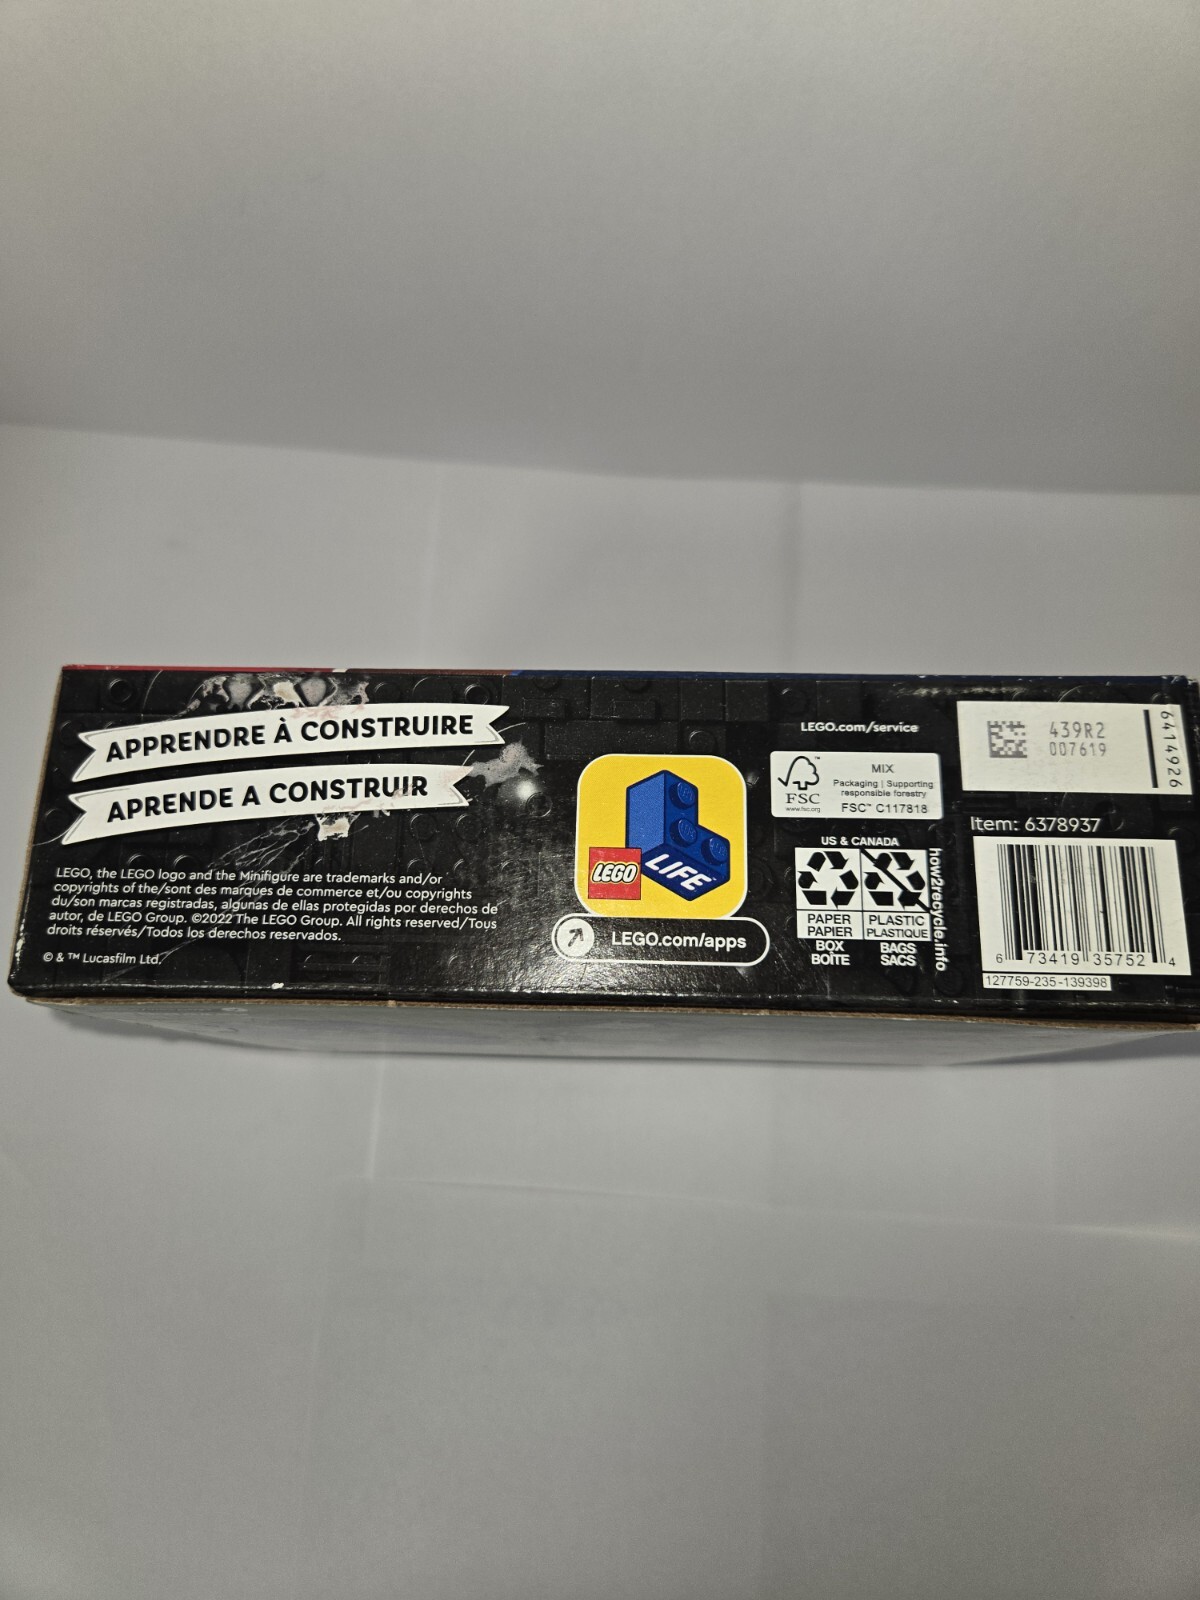 APPRENDRE À CONSTRUIRE
APRENDE A CONSTRUIR
LEGO, the LEGO logo and the Minifigure are trademarks and/or
copyrights of the/sont des marques de commerce et/ou copyrights
du/son marcas registradas, algunas de ellas protegidas por derechos de
autor, de LEGO Group. ©2022 The LEGO Group. All rights reserved/Tous
droits réservés/Todos los derechos reservados.
© & ™ Lucasfilm Ltd.
LEGO
LIFE
LEGO.com/apps
LEGO.com/service
FSC
www.fsc.org
MIX
Packaging | Supporting
responsible forestry
FSC™ C117818
US & CANADA
PAPER
PAPIER
BOX
BOÎTE
PLASTIC
PLASTIQUE
BAGS
SACS
how2recycle.info
439R2
007619
6414926
Item: 6378937
6 73419 35752 4
127759-235-139398